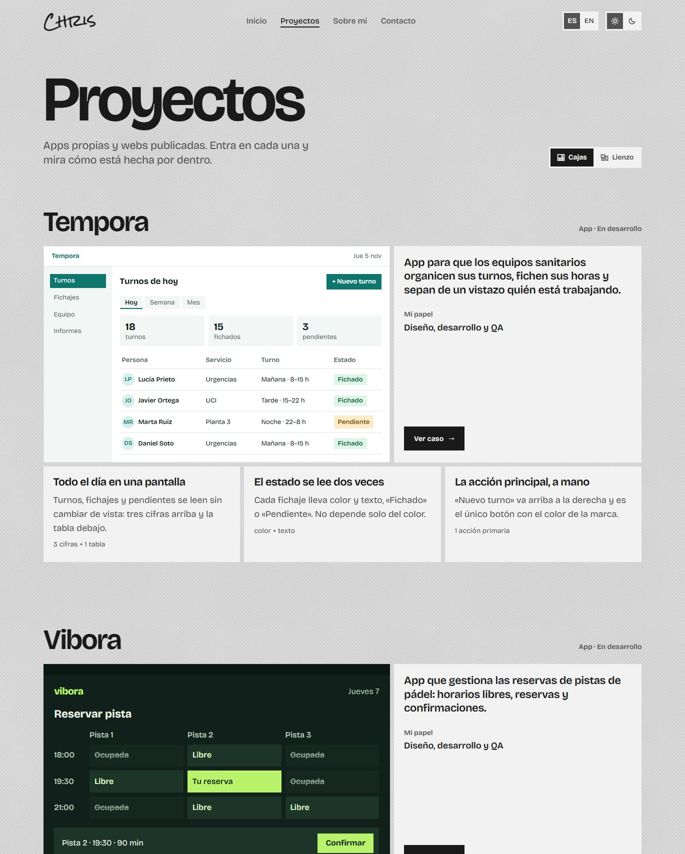 CHRIS
Inicio Proyectos Sobre mí Contacto
ES EN
Proyectos
Apps propias y webs publicadas. Entra en cada una y
mira cómo está hecha por dentro.
Cajas Lienzo
Tempora
App · En desarrollo
Tempora
Jue 5 nov
Turnos
Fichajes
Equipo
Informes
Turnos de hoy
+ Nuevo turno
Hoy Semana Mes
18
turnos
15
fichados
3
pendientes
Persona Servicio Turno Estado
LP Lucía Prieto Urgencias Mañana · 8–15 h Fichado
JO Javier Ortega UCI Tarde · 15–22 h Fichado
MR Marta Ruiz Planta 3 Noche · 22–8 h Pendiente
DS Daniel Soto Urgencias Mañana · 8–15 h Fichado
App para que los equipos sanitarios
organicen sus turnos, fichen sus horas y
sepan de un vistazo quién está trabajando.
Mi papel
Diseño, desarrollo y QA
Ver caso →
Todo el día en una pantalla
Turnos, fichajes y pendientes se leen sin
cambiar de vista: tres cifras arriba y la
tabla debajo.
3 cifras + 1 tabla
El estado se lee dos veces
Cada fichaje lleva color y texto, «Fichado»
o «Pendiente». No depende solo del color.
color + texto
La acción principal, a mano
«Nuevo turno» va arriba a la derecha y es
el único botón con el color de la marca.
1 acción primaria
Vibora
App · En desarrollo
vibora
Jueves 7
Reservar pista
Pista 1 Pista 2 Pista 3
18:00 Ocupada Libre Ocupada
19:30 Libre Tu reserva Ocupada
21:00 Ocupada Libre Libre
Pista 2 · 19:30 · 90 min
Confirmar
App que gestiona las reservas de pistas de
pádel: horarios libres, reservas y
confirmaciones.
Mi papel
Diseño, desarrollo y QA